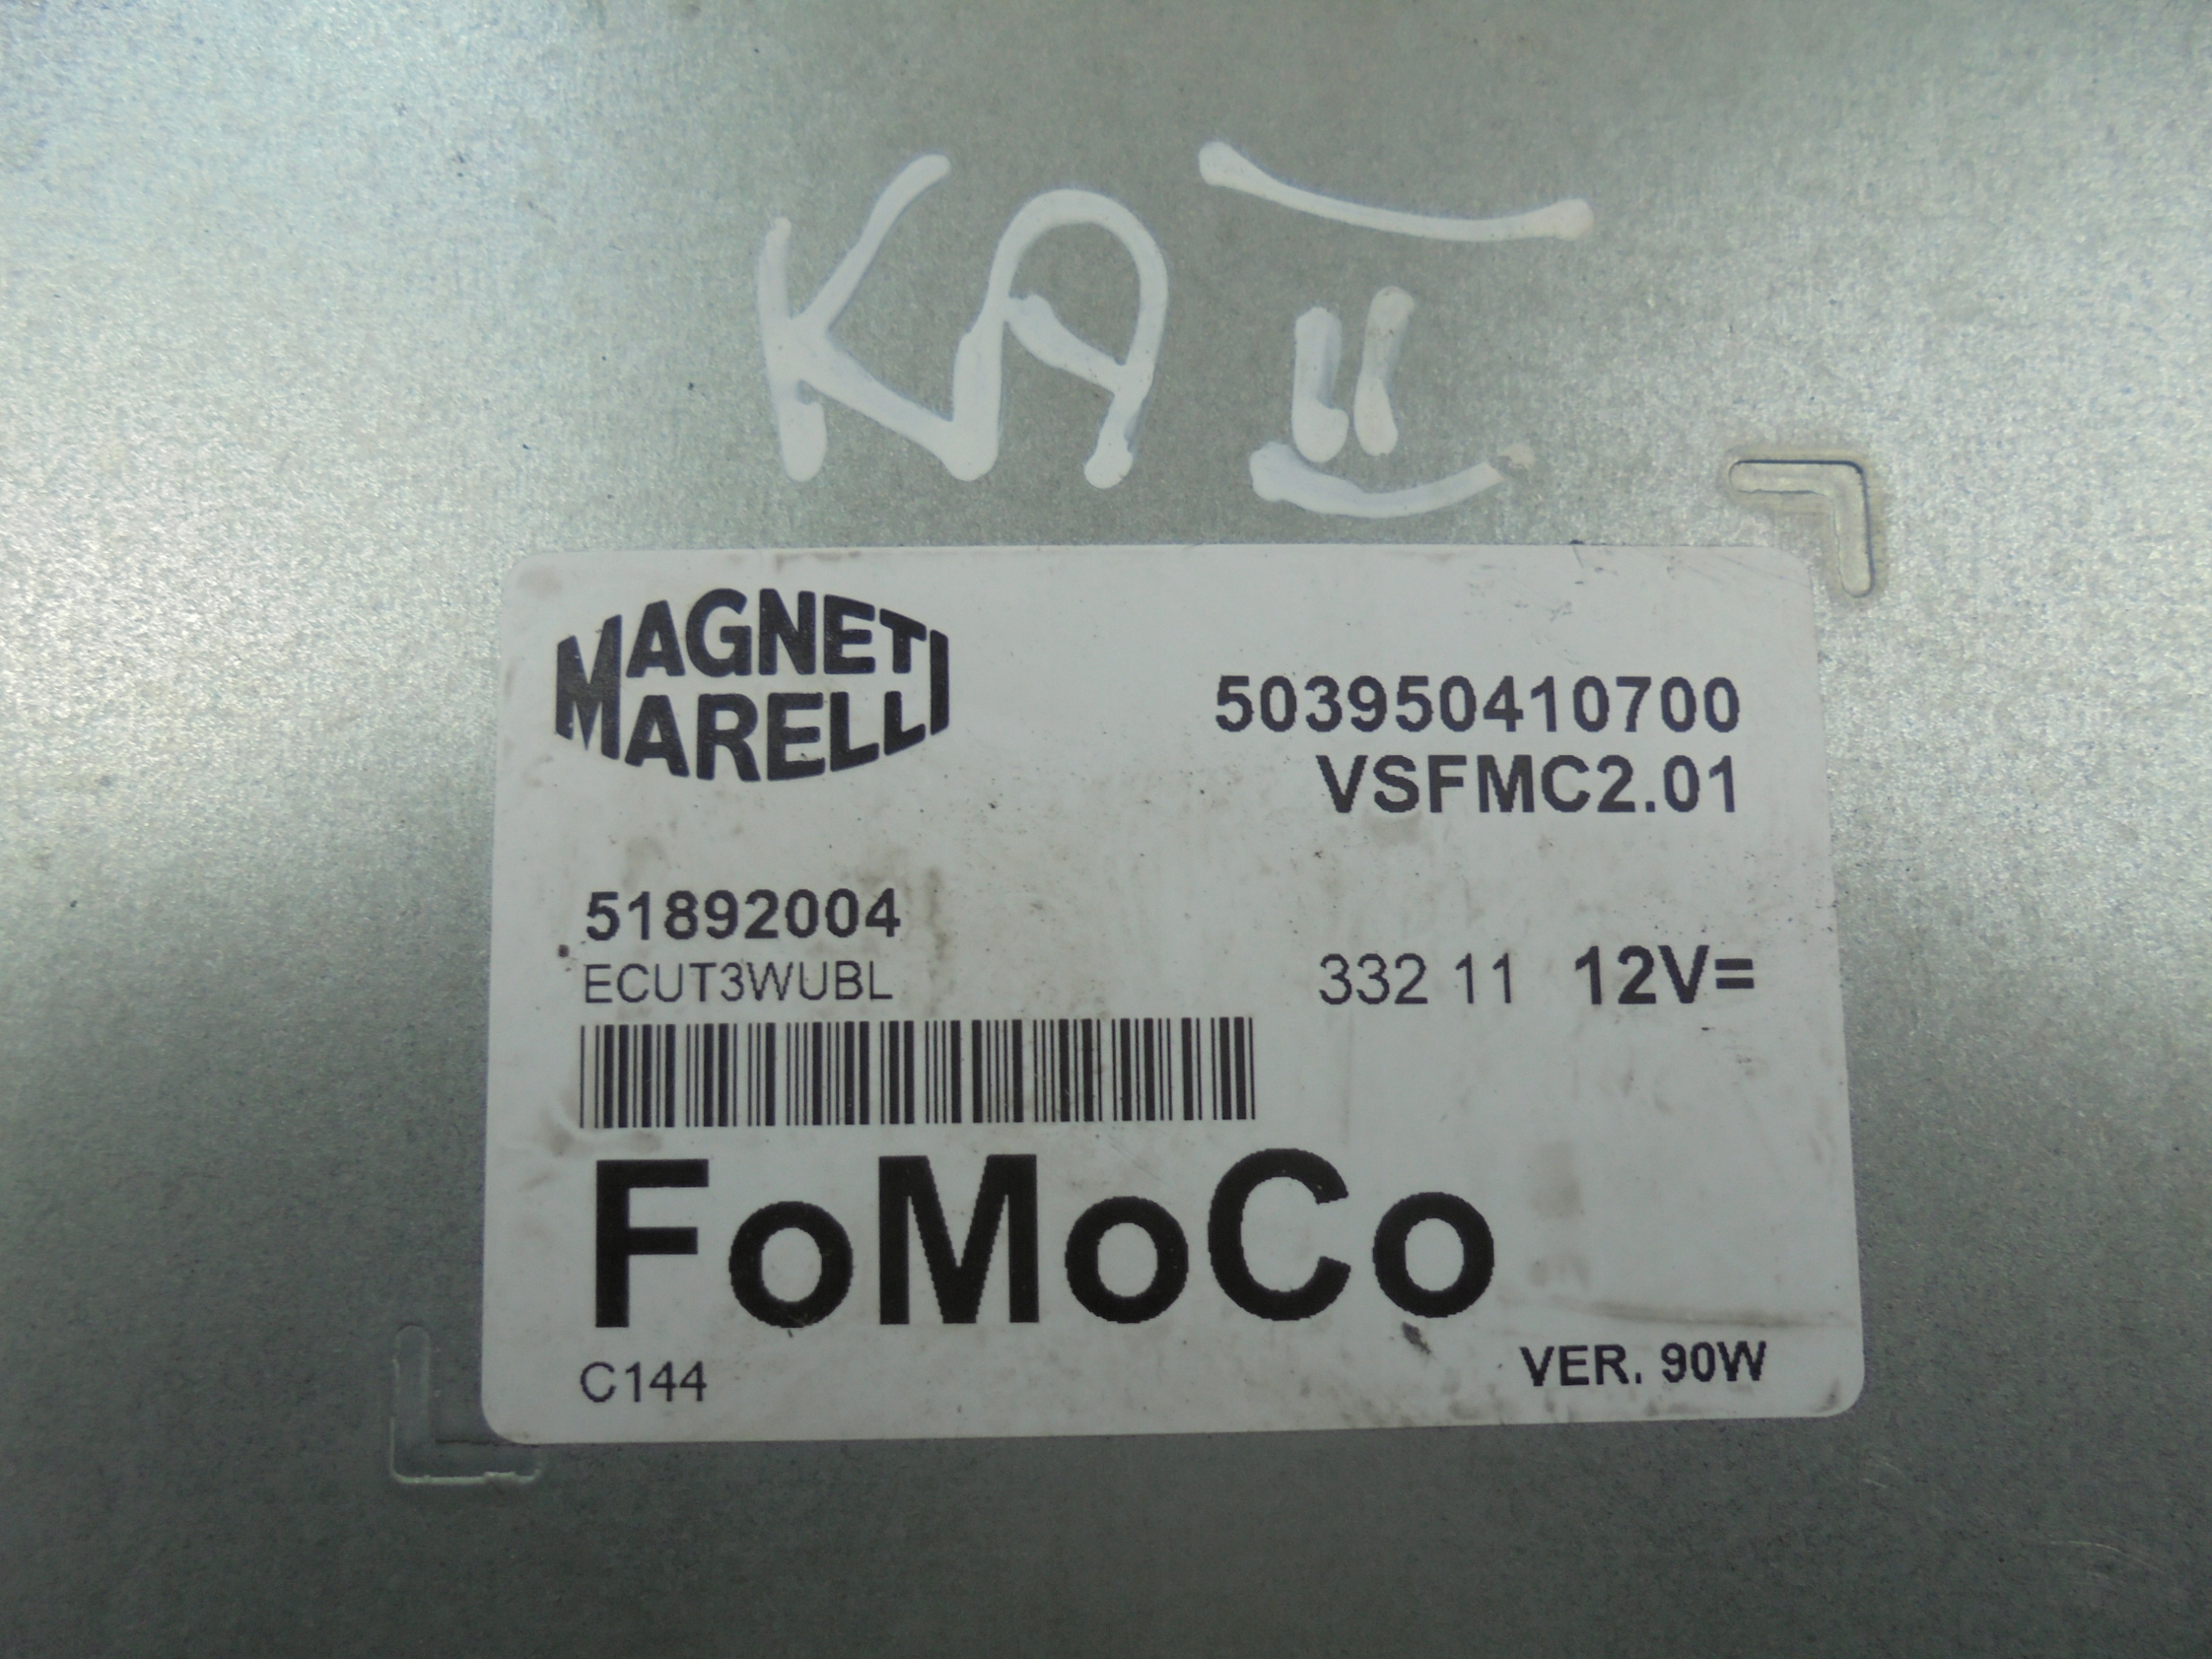 KA II
MAGNETI
MARELLI
503950410700
VSFMC2.01
51892004
ECUT3WUBL
332 11 12V=
FoMoCo
C144
VER. 90W